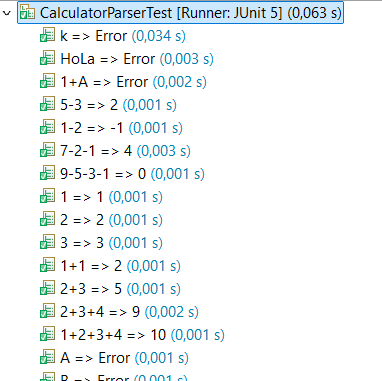 CalculatorParserTest [Runner: JUnit 5] (0,063 s)
k => Error (0,034 s)
HoLa => Error (0,003 s)
1+A => Error (0,002 s)
5-3 => 2 (0,001 s)
1-2 => -1 (0,001 s)
7-2-1 => 4 (0,003 s)
9-5-3-1 => 0 (0,001 s)
1 => 1 (0,001 s)
2 => 2 (0,001 s)
3 => 3 (0,001 s)
1+1 => 2 (0,001 s)
2+3 => 5 (0,001 s)
2+3+4 => 9 (0,002 s)
1+2+3+4 => 10 (0,001 s)
A => Error (0,001 s)
B => Error (0,001 s)